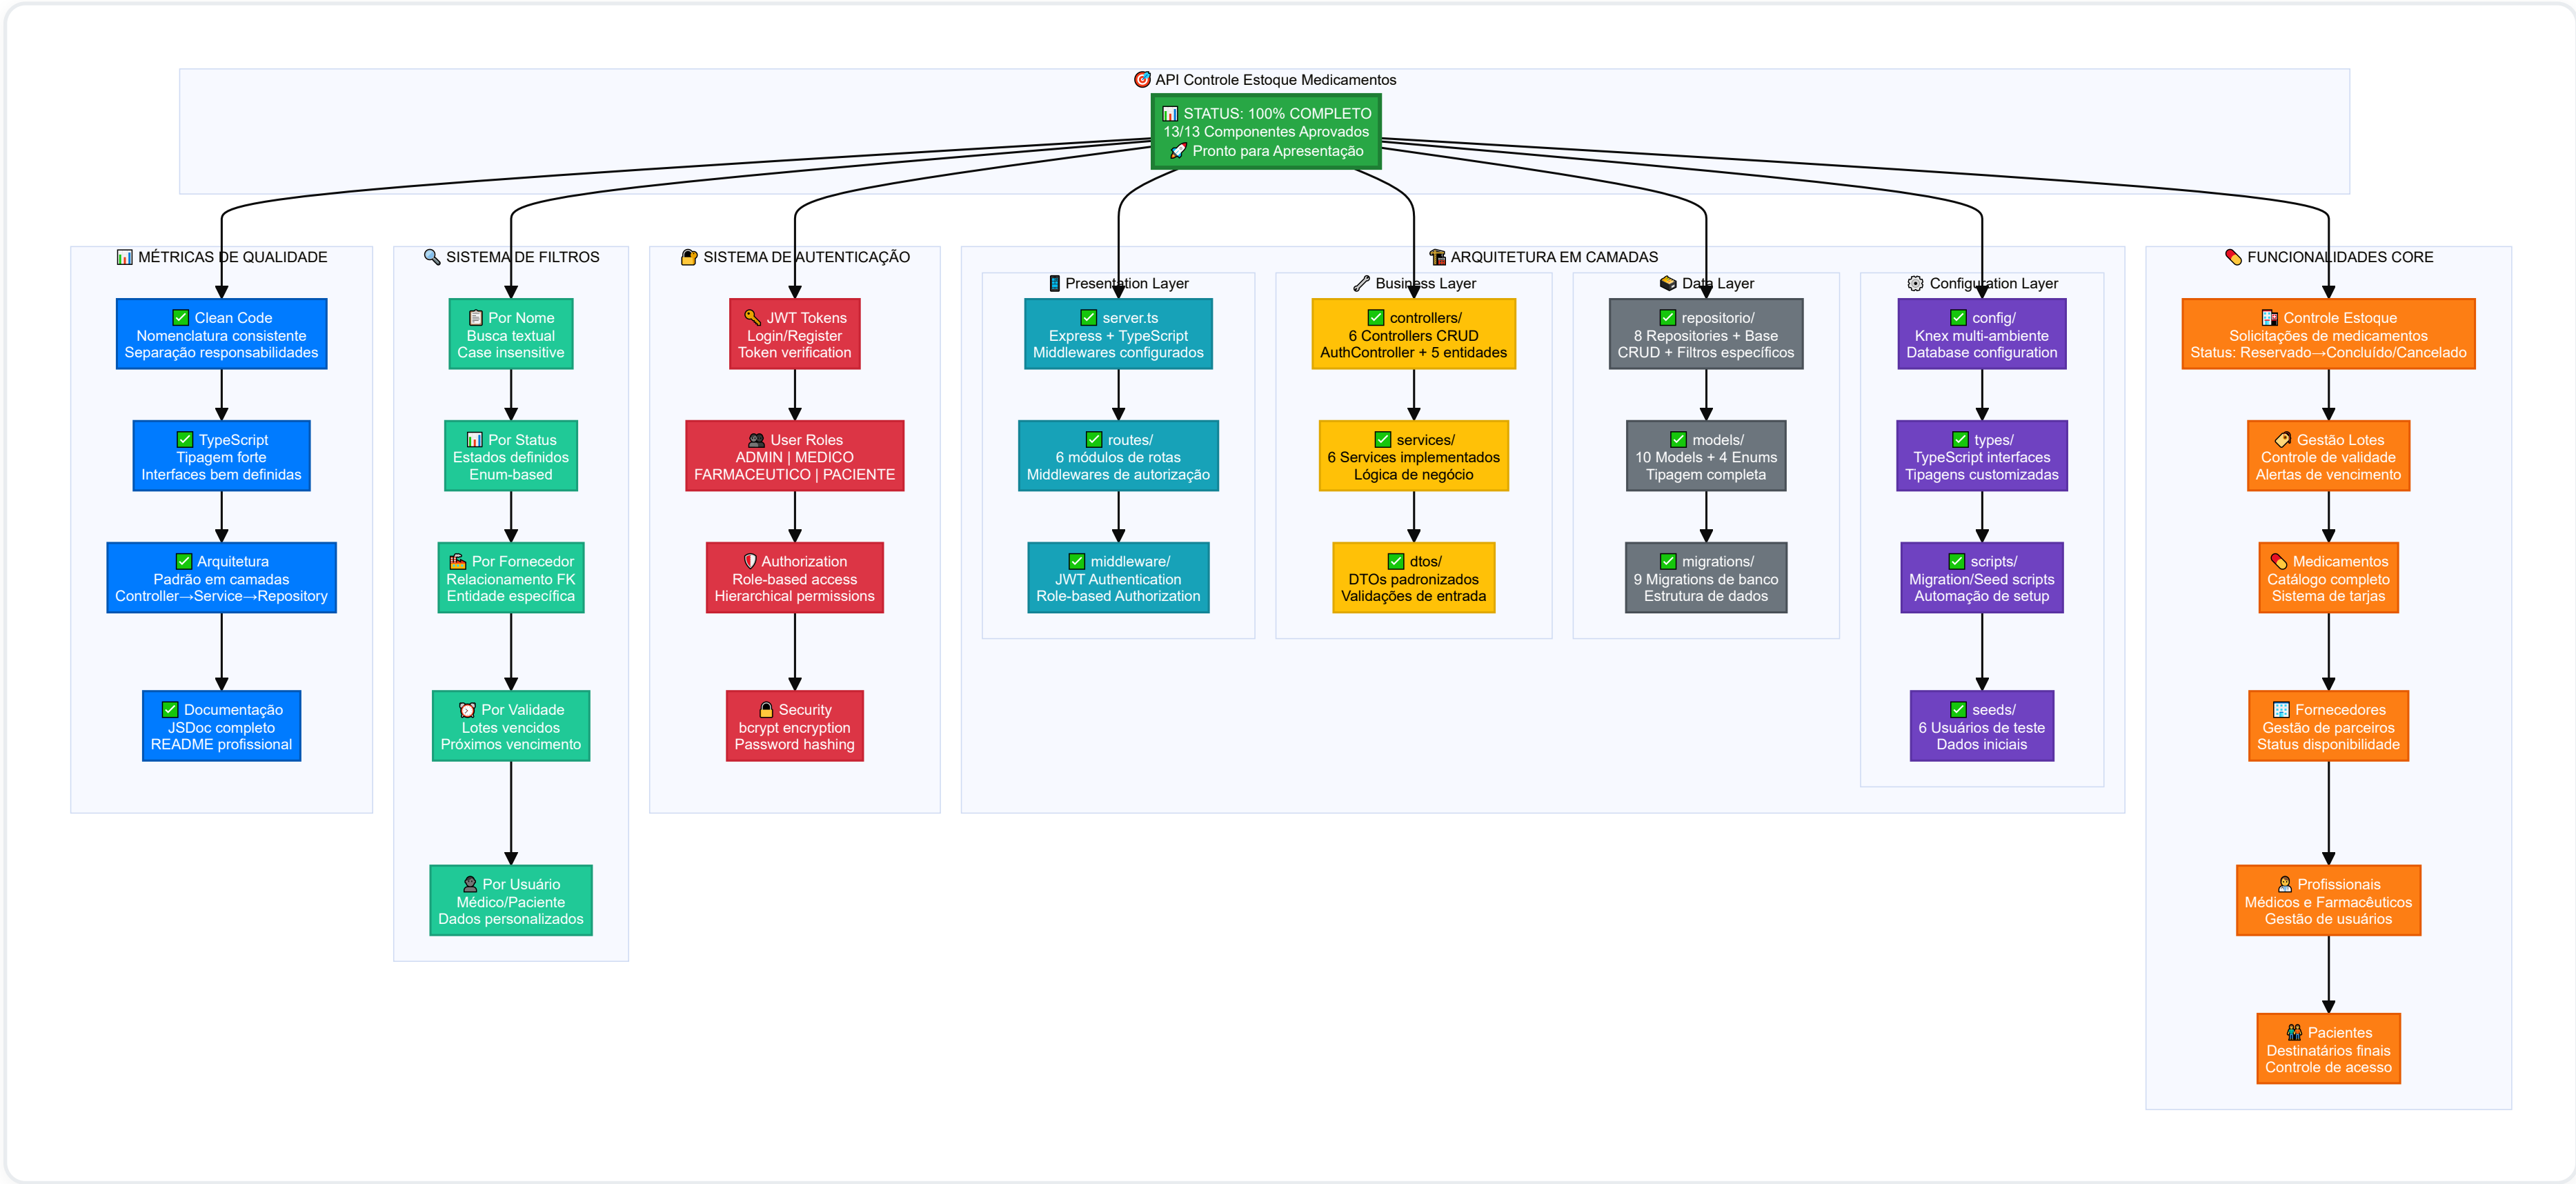 🎯 API Controle Estoque Medicamentos
📊 STATUS: 100% COMPLETO
13/13 Componentes Aprovados
🚀 Pronto para Apresentação
📊 MÉTRICAS DE QUALIDADE
✅ Clean Code
Nomenclatura consistente
Separação responsabilidades
✅ TypeScript
Tipagem forte
Interfaces bem definidas
✅ Arquitetura
Padrão em camadas
Controller→Service→Repository
✅ Documentação
JSDoc completo
README profissional
🔍 SISTEMA DE FILTROS
📋 Por Nome
Busca textual
Case insensitive
📊 Por Status
Estados definidos
Enum-based
🏭 Por Fornecedor
Relacionamento FK
Entidade específica
⏰ Por Validade
Lotes vencidos
Próximos vencimento
👤 Por Usuário
Médico/Paciente
Dados personalizados
🔐 SISTEMA DE AUTENTICAÇÃO
🔑 JWT Tokens
Login/Register
Token verification
👥 User Roles
ADMIN | MEDICO
FARMACEUTICO | PACIENTE
🛡️ Authorization
Role-based access
Hierarchical permissions
🔒 Security
bcrypt encryption
Password hashing
🏗️ ARQUITETURA EM CAMADAS
📱 Presentation Layer
✅ server.ts
Express + TypeScript
Middlewares configurados
✅ routes/
6 módulos de rotas
Middlewares de autorização
✅ middleware/
JWT Authentication
Role-based Authorization
🔧 Business Layer
✅ controllers/
6 Controllers CRUD
AuthController + 5 entidades
✅ services/
6 Services implementados
Lógica de negócio
✅ dtos/
DTOs padronizados
Validações de entrada
🗃️ Data Layer
✅ repositorio/
8 Repositories + Base
CRUD + Filtros específicos
✅ models/
10 Models + 4 Enums
Tipagem completa
✅ migrations/
9 Migrations de banco
Estrutura de dados
⚙️ Configuration Layer
✅ config/
Knex multi-ambiente
Database configuration
✅ types/
TypeScript interfaces
Tipagens customizadas
✅ scripts/
Migration/Seed scripts
Automação de setup
✅ seeds/
6 Usuários de teste
Dados iniciais
💊 FUNCIONALIDADES CORE
🏥 Controle Estoque
Solicitações de medicamentos
Status: Reservado→Concluído/Cancelado
🏷️ Gestão Lotes
Controle de validade
Alertas de vencimento
💊 Medicamentos
Catálogo completo
Sistema de tarjas
🏢 Fornecedores
Gestão de parceiros
Status disponibilidade
👨‍⚕️ Profissionais
Médicos e Farmacêuticos
Gestão de usuários
👫 Pacientes
Destinatários finais
Controle de acesso